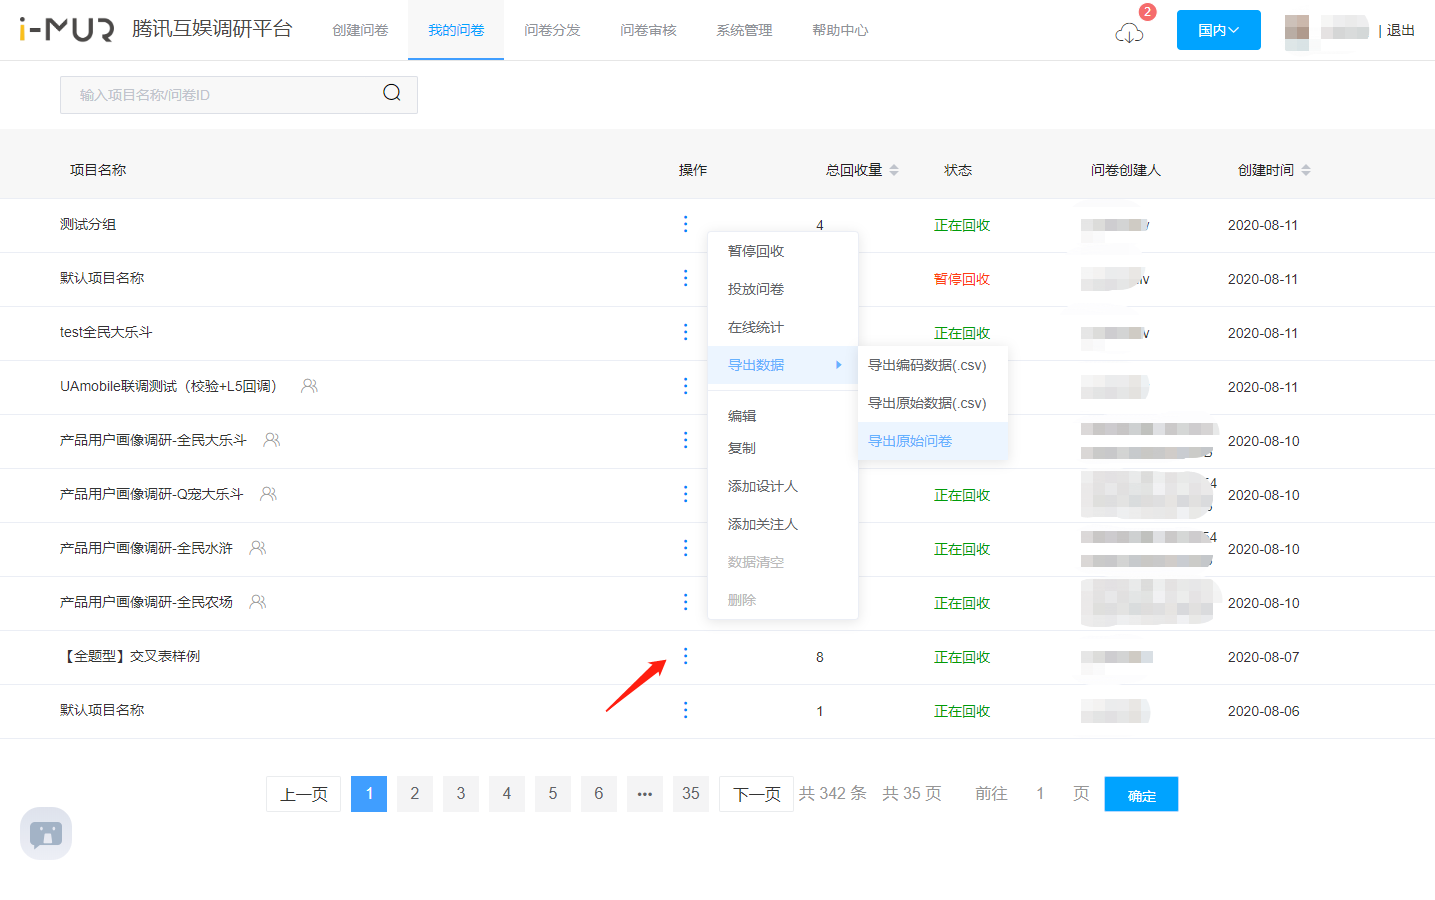 i-MUR 腾讯互娱调研平台 创建问卷 我的问卷 问卷分发 问卷审核 系统管理 帮助中心 2 国内 | 退出
输入项目名称/问卷ID
项目名称 操作 总回收量 状态 问卷创建人 创建时间
测试分组 4 正在回收 2020-08-11
暂停回收
默认项目名称 暂停回收 2020-08-11
投放问卷
test全民大乐斗 在线统计 正在回收 2020-08-11
导出数据 导出编码数据(.csv)
UAmobile联调测试（校验+L5回调） 2020-08-11
导出原始数据(.csv)
编辑
产品用户画像调研-全民大乐斗 导出原始问卷 2020-08-10
复制
产品用户画像调研-Q宠大乐斗 添加设计人 正在回收 2020-08-10
添加关注人
产品用户画像调研-全民水浒 正在回收 54 2020-08-10
数据清空
产品用户画像调研-全民农场 删除 正在回收 2020-08-10
【全题型】交叉表样例 8 正在回收 2020-08-07
默认项目名称 1 正在回收 2020-08-06
上一页 1 2 3 4 5 6 ••• 35 下一页 共 342 条 共 35 页 前往 1 页 确定